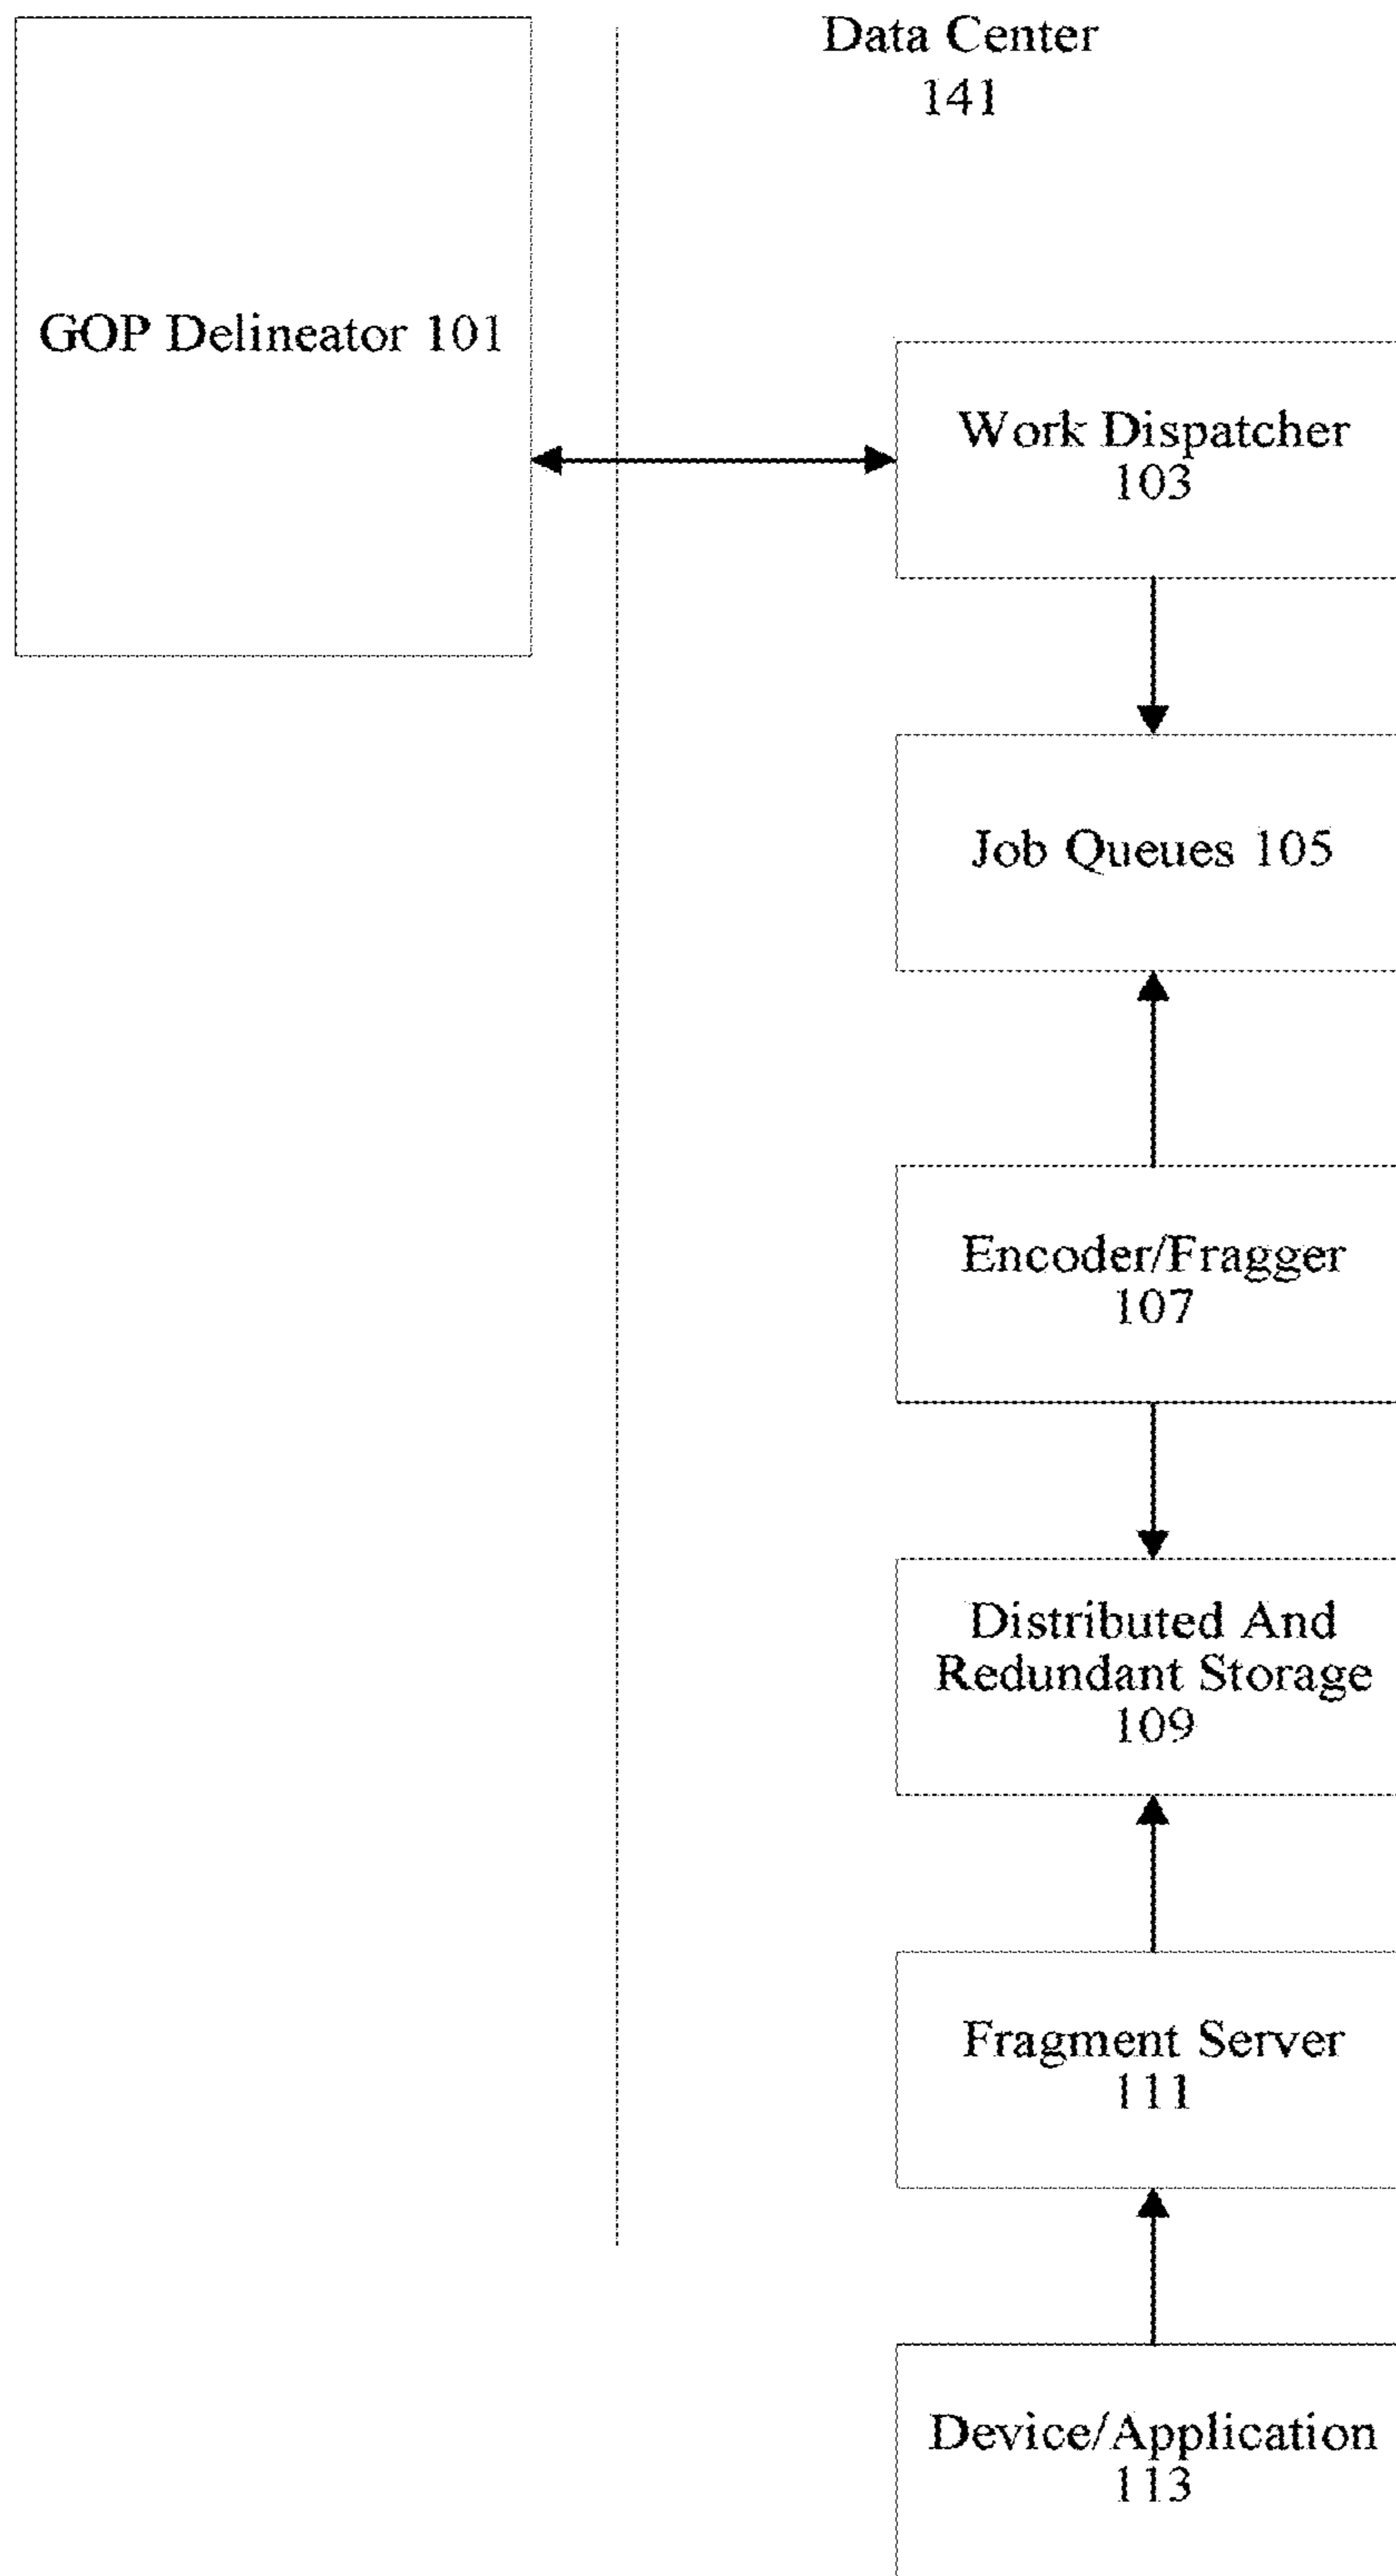 Data Center
141
GOP Delineator 101
Work Dispatcher
103
Job Queues 105
Encoder/Fragger
107
Distributed And
Redundant Storage
109
Fragment Server
111
Device/Application
113